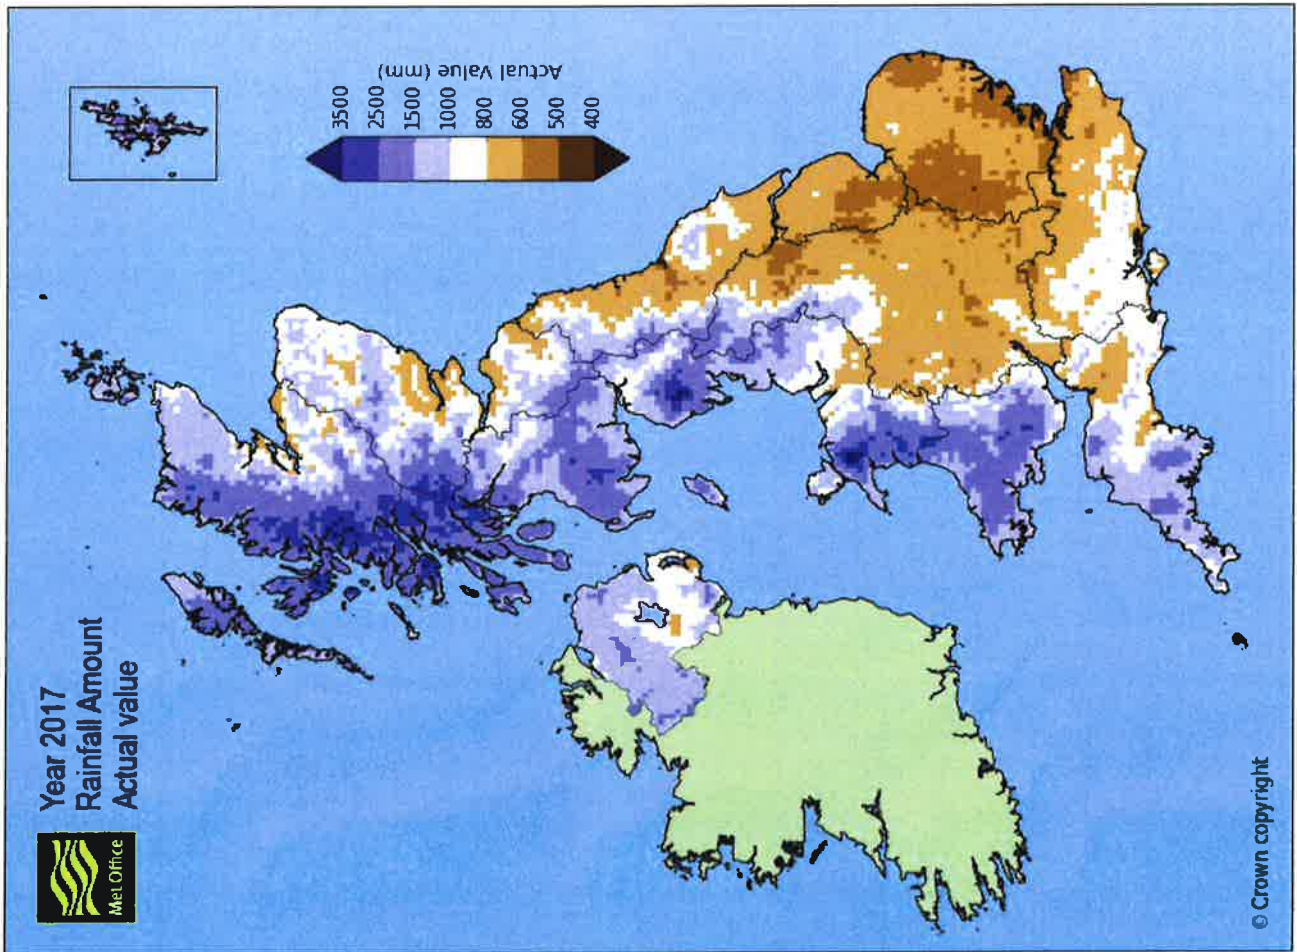 Met Office
Year 2017
Rainfall Amount
Actual value
Actual Value (mm)
3500
2500
1500
1000
800
600
500
400
© Crown copyright